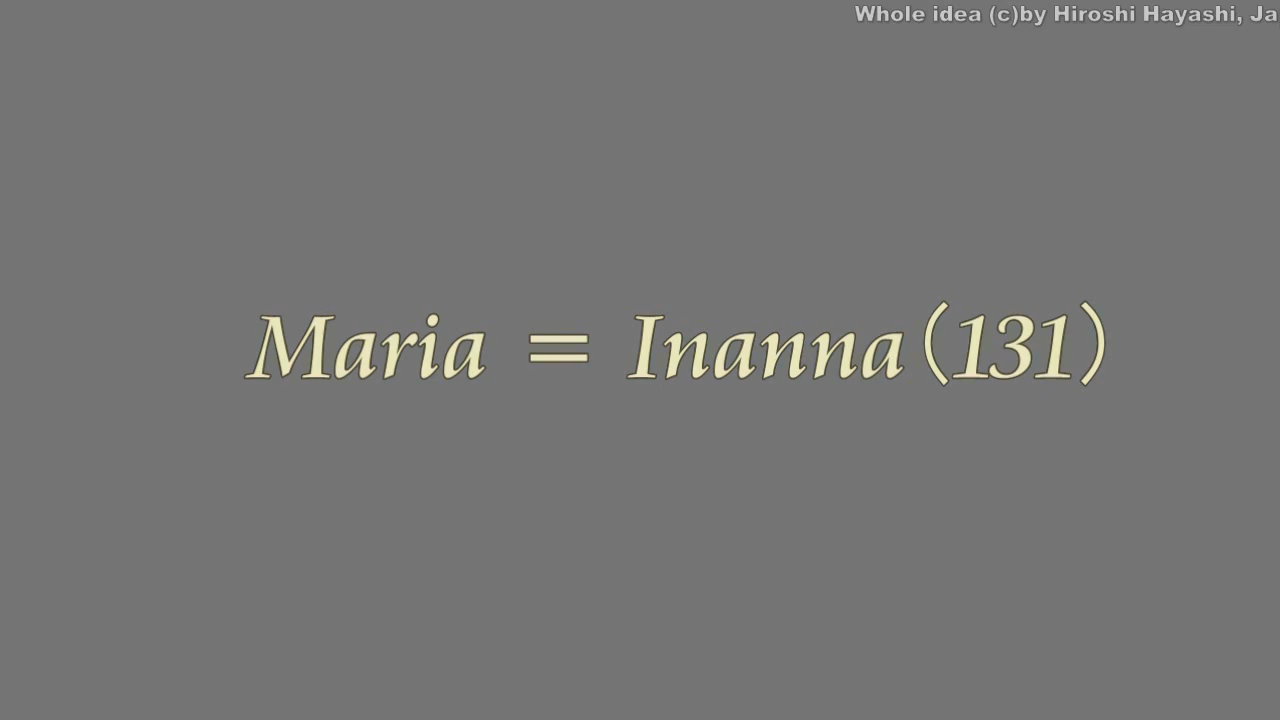 Whole idea (c)by Hiroshi Hayashi, Ja
Maria = Inanna (131)